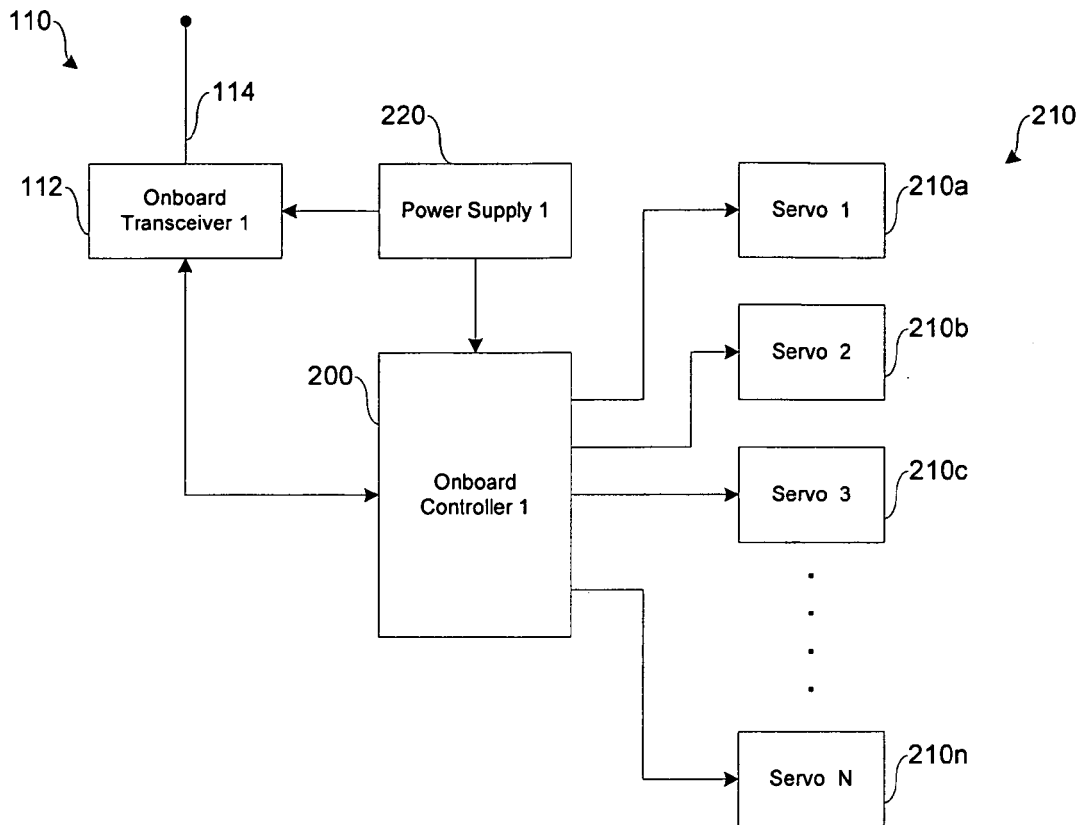 110
114
220
210
112
Onboard
Transceiver 1
Power Supply 1
Servo 1
210a
Servo 2
210b
200
Onboard
Controller 1
Servo 3
210c
Servo N
210n